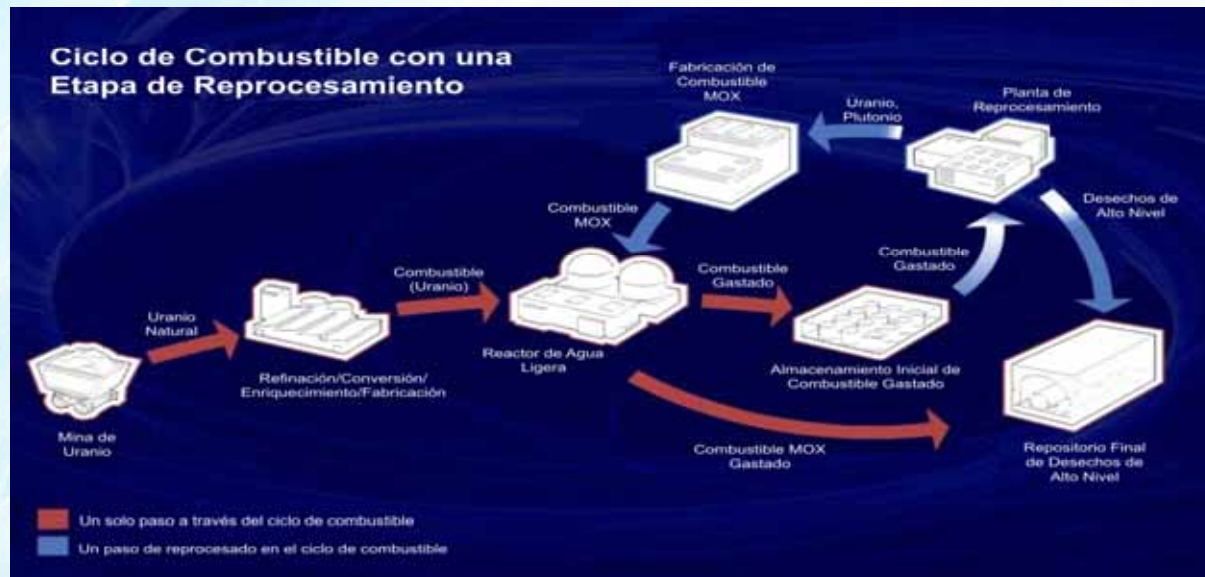 Ciclo de Combustible con una
Etapa de Reprocesamiento
Fabricación de
Combustible
MOX
Uranio,
Plutonio
Planta de
Reprocesamiento
Desechos de
Alto Nivel
Combustible
MOX
Combustible
Gastado
Combustible
(Uranio)
Combustible
Gastado
Uranio
Natural
Reactor de Agua
Ligera
Almacenamiento Inicial de
Combustible Gastado
Refinación/Conversión/
Enriquecimiento/Fabricación
Mina de
Uranio
Combustible MOX
Gastado
Repositorio Final
de Desechos de
Alto Nivel
Un solo paso a través del ciclo de combustible
Un paso de reprocesado en el ciclo de combustible